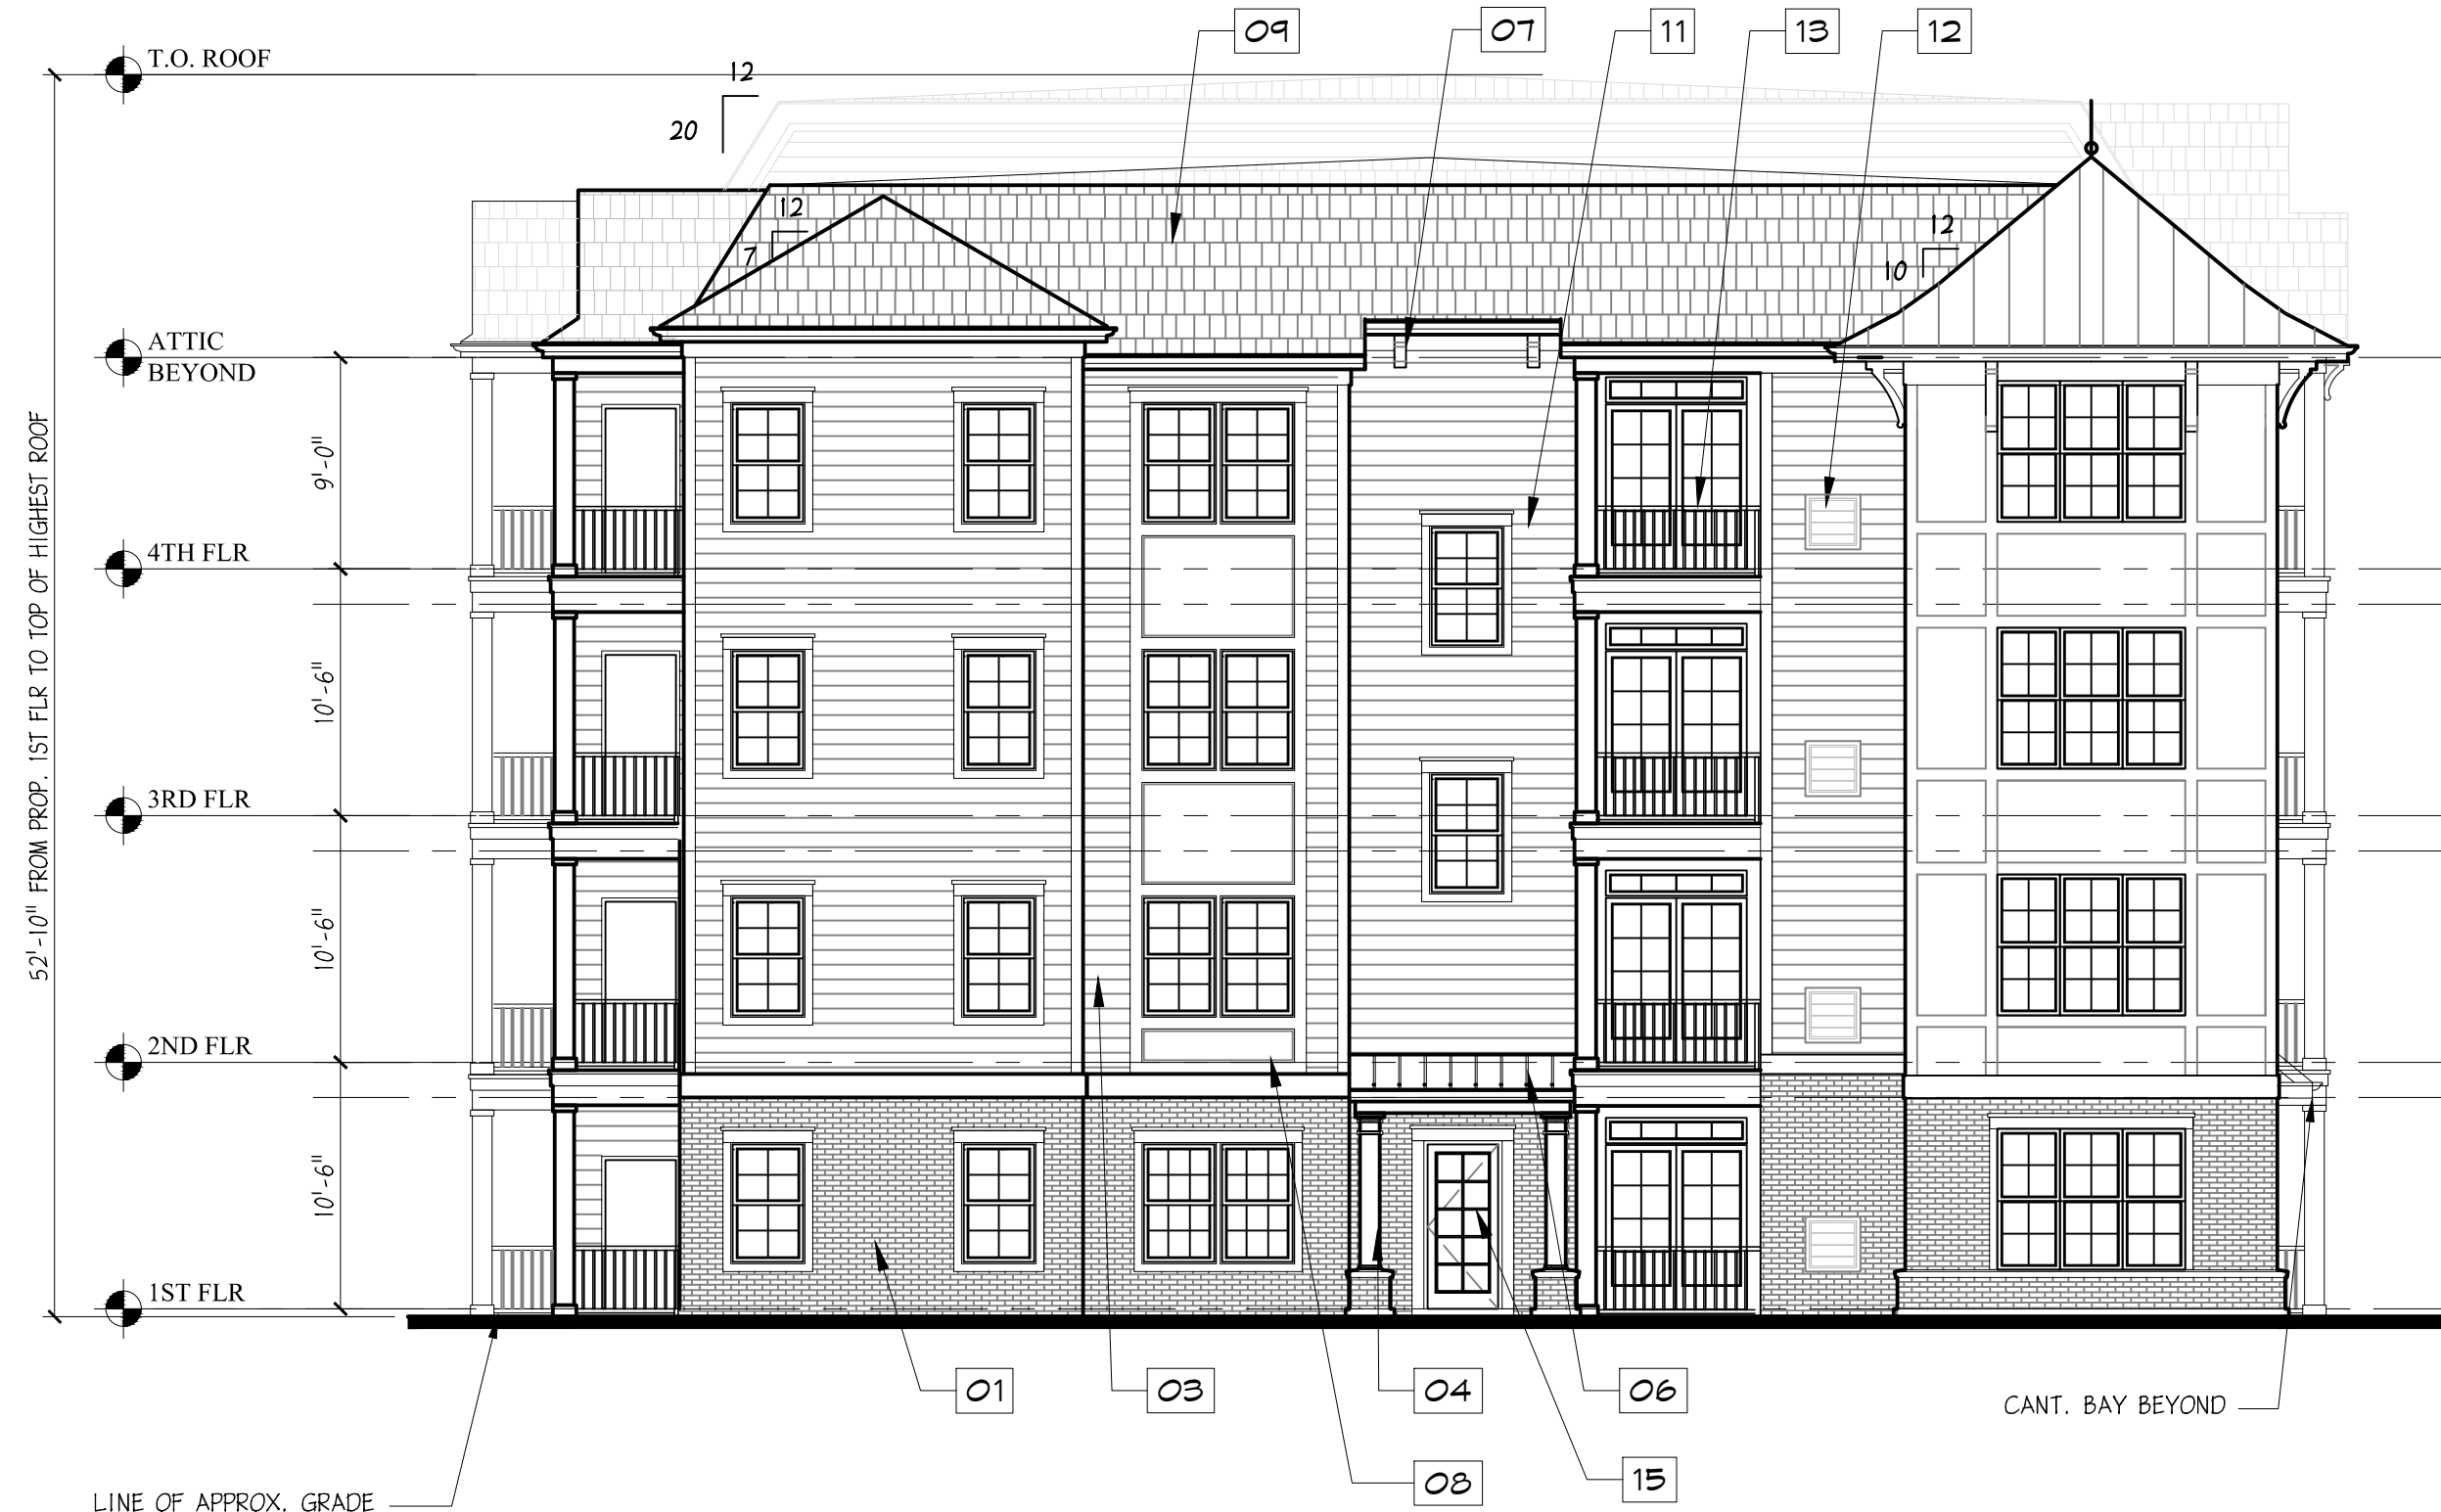 09
07
11
13
12
T.O. ROOF
12
20
12
7
12
10
ATTIC
BEYOND
9'-0"
4TH FLR
52'-10" FROM PROP. 1ST FLR TO TOP OF HIGHEST ROOF
10'-6"
3RD FLR
10'-6"
2ND FLR
10'-6"
1ST FLR
01
03
04
06
CANT. BAY BEYOND
08
15
LINE OF APPROX. GRADE